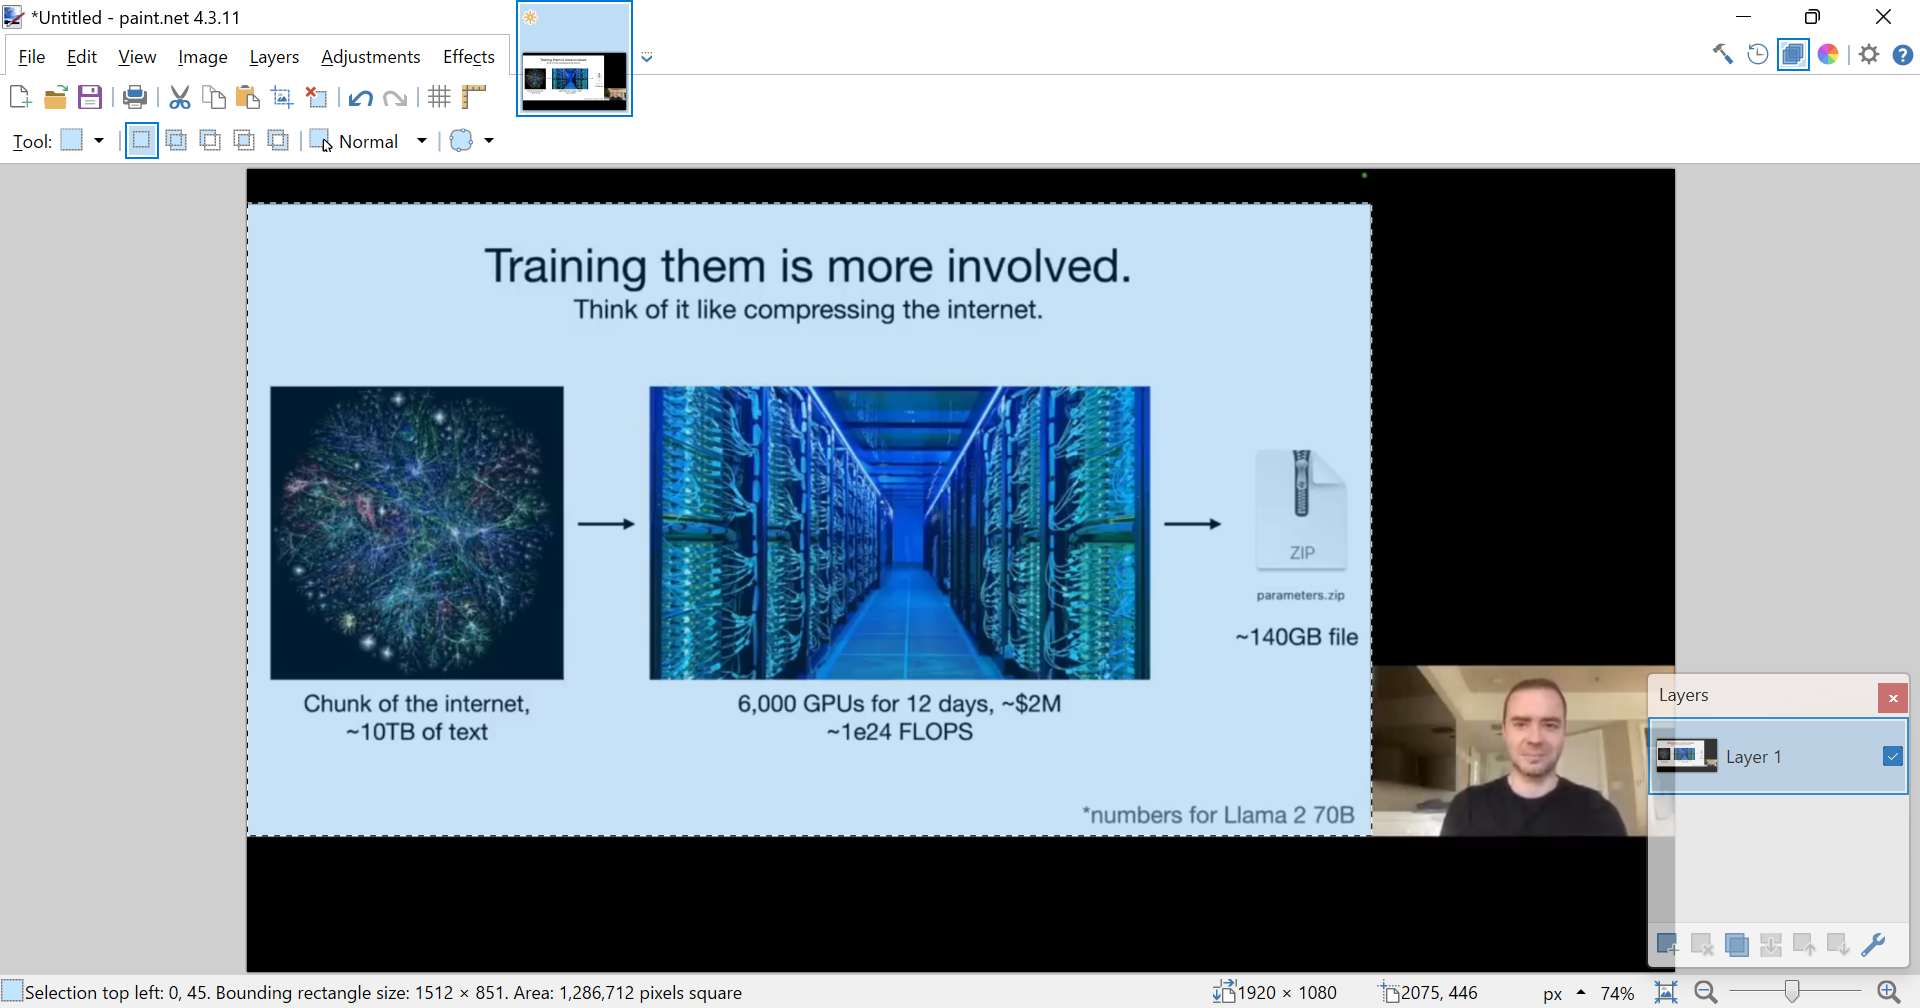 *Untitled - paint.net 4.3.11
File Edit View Image Layers Adjustments Effects
Tool: Normal
Training them is more involved.
Think of it like compressing the internet.
ZIP
parameters.zip
~140GB file
Chunk of the internet,
~10TB of text
6,000 GPUs for 12 days, ~$2M
~1e24 FLOPS
*numbers for Llama 2 70B
Layers
Layer 1
Selection top left: 0, 45. Bounding rectangle size: 1512 × 851. Area: 1,286,712 pixels square
1920 × 1080
2075, 446
px
74%